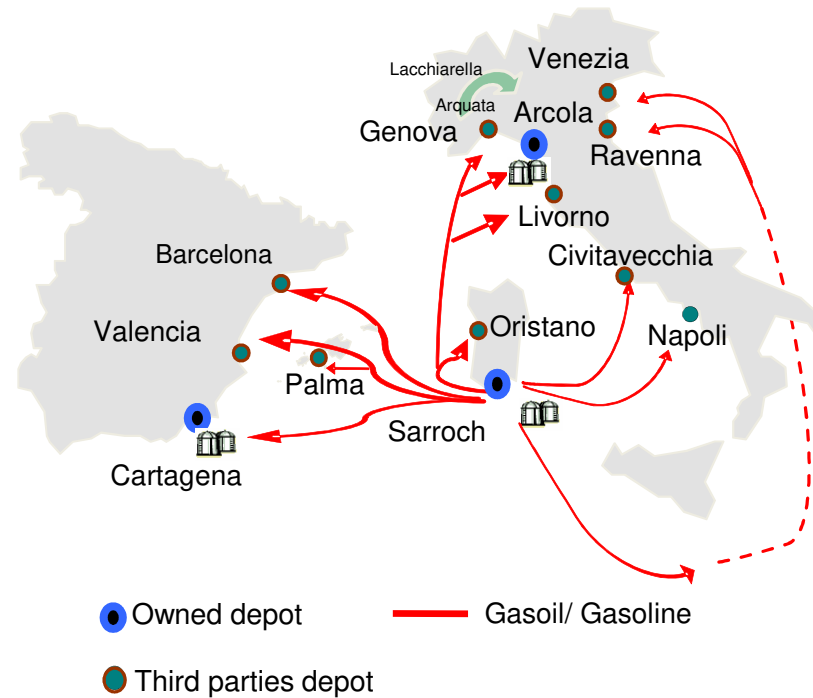 Venezia
Lacchiarella
Arquata
Arcola
Genova
Ravenna
Livorno
Civitavecchia
Barcelona
Oristano
Valencia
Napoli
Palma
Sarroch
Cartagena
Owned depot
Gasoil/ Gasoline
Third parties depot